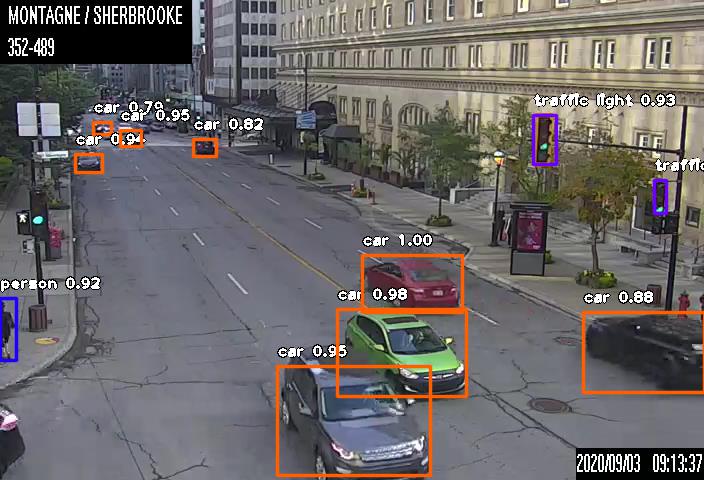 MONTAGNE / SHERBROOKE
352-489
car 0.79
car 0.95
car 0.94
car 0.82
traffic light 0.93
traffic
car 1.00
person 0.92
car 0.98
car 0.88
car 0.95
2020/09/03 09:13:37